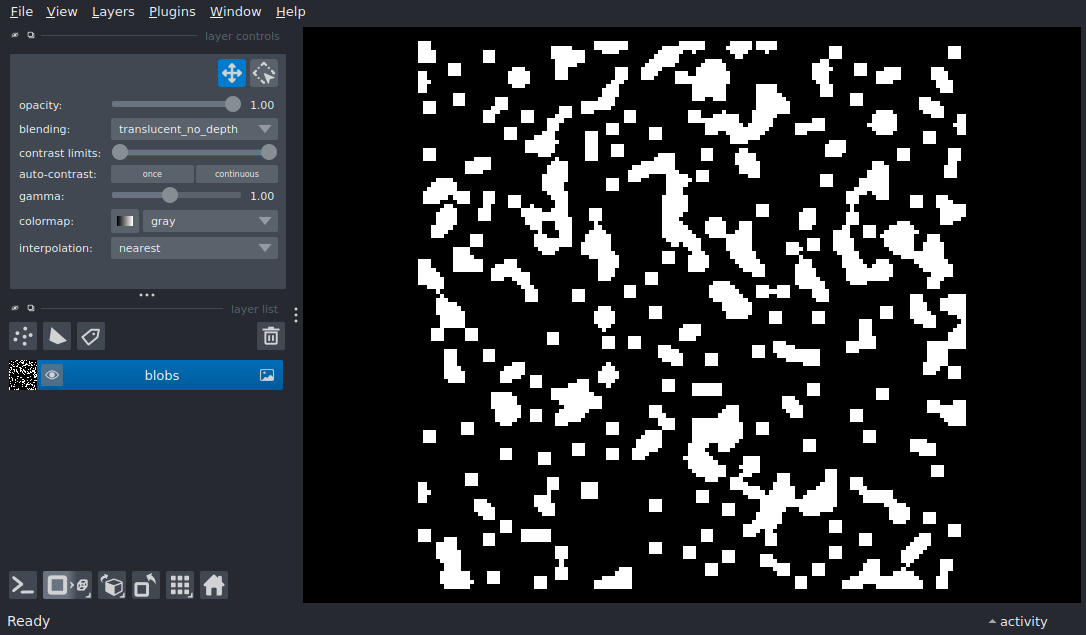 File View Layers Plugins Window Help
layer controls
opacity: 1.00
blending: translucent_no_depth
contrast limits:
auto-contrast: once continuous
gamma: 1.00
colormap: gray
interpolation: nearest
layer list
blobs
Ready activity